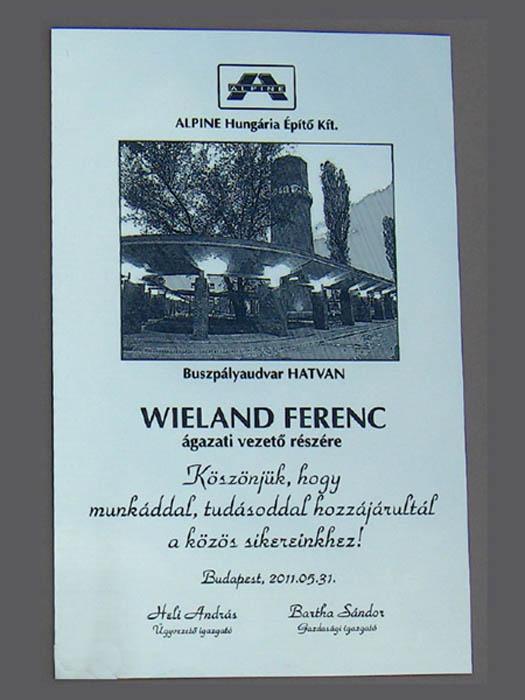 ALPINE
ALPINE Hungária Építő Kft.
Buszpályaudvar HATVAN
WIELAND FERENC
ágazati vezető részére
Köszönjük, hogy
munkáddal, tudásoddal hozzájárultál
a közös sikereinkhez!
Budapest, 2011.05.31.
Heli András Bartha Sándor
Ügyvezető igazgató Gazdasági igazgató